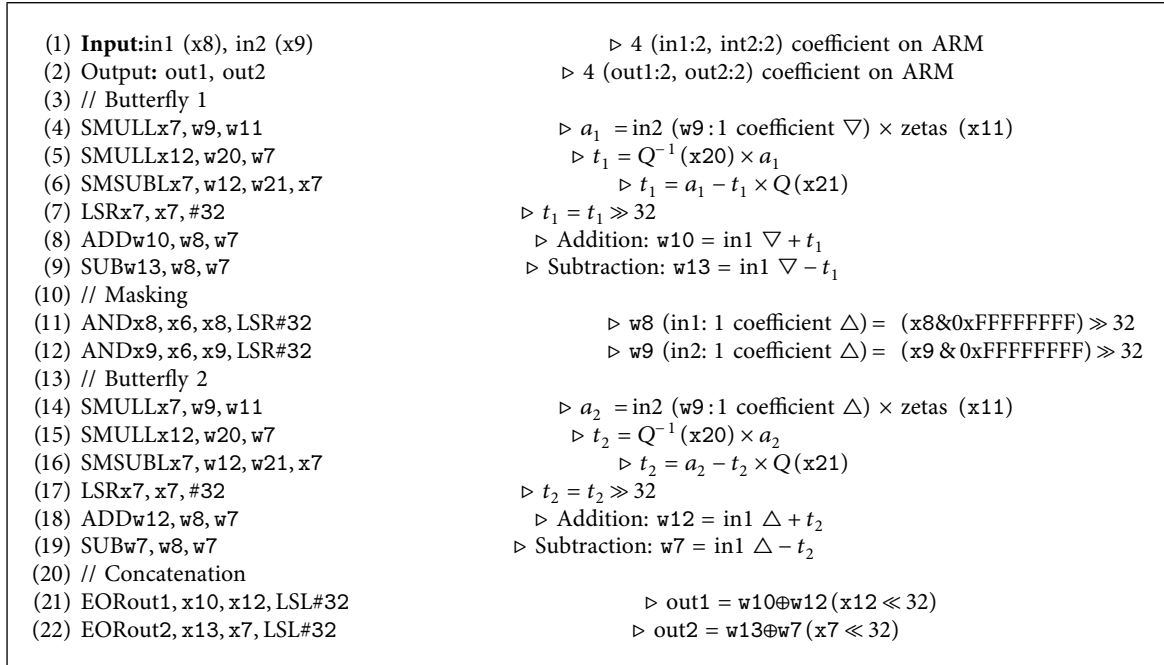 (1) Input:in1 (x8), in2 (x9) ▹ 4 (in1:2, int2:2) coefficient on ARM
(2) Output: out1, out2 ▹ 4 (out1:2, out2:2) coefficient on ARM
(3) // Butterfly 1
(4) SMULLx7, w9, w11 ▹ a₁ = in2 (w9 : 1 coefficient ▽) × zetas (x11)
(5) SMULLx12, w20, w7 ▹ t₁ = Q⁻¹ (x20) × a₁
(6) SMSUBLx7, w12, w21, x7 ▹ t₁ = a₁ − t₁ × Q (x21)
(7) LSRx7, x7, #32 ▹ t₁ = t₁ ≫ 32
(8) ADDw10, w8, w7 ▹ Addition: w10 = in1 ▽ + t₁
(9) SUBw13, w8, w7 ▹ Subtraction: w13 = in1 ▽ − t₁
(10) // Masking
(11) ANDx8, x6, x8, LSR#32 ▹ w8 (in1: 1 coefficient △) = (x8&0xFFFFFFFF) ≫ 32
(12) ANDx9, x6, x9, LSR#32 ▹ w9 (in2: 1 coefficient △) = (x9 & 0xFFFFFFFF) ≫ 32
(13) // Butterfly 2
(14) SMULLx7, w9, w11 ▹ a₂ = in2 (w9 : 1 coefficient △) × zetas (x11)
(15) SMULLx12, w20, w7 ▹ t₂ = Q⁻¹ (x20) × a₂
(16) SMSUBLx7, w12, w21, x7 ▹ t₂ = a₂ − t₂ × Q (x21)
(17) LSRx7, x7, #32 ▹ t₂ = t₂ ≫ 32
(18) ADDw12, w8, w7 ▹ Addition: w12 = in1 △ + t₂
(19) SUBw7, w8, w7 ▹ Subtraction: w7 = in1 △ − t₂
(20) // Concatenation
(21) EORout1, x10, x12, LSL#32 ▹ out1 = w10⊕w12 (x12 ≪ 32)
(22) EORout2, x13, x7, LSL#32 ▹ out2 = w13⊕w7 (x7 ≪ 32)